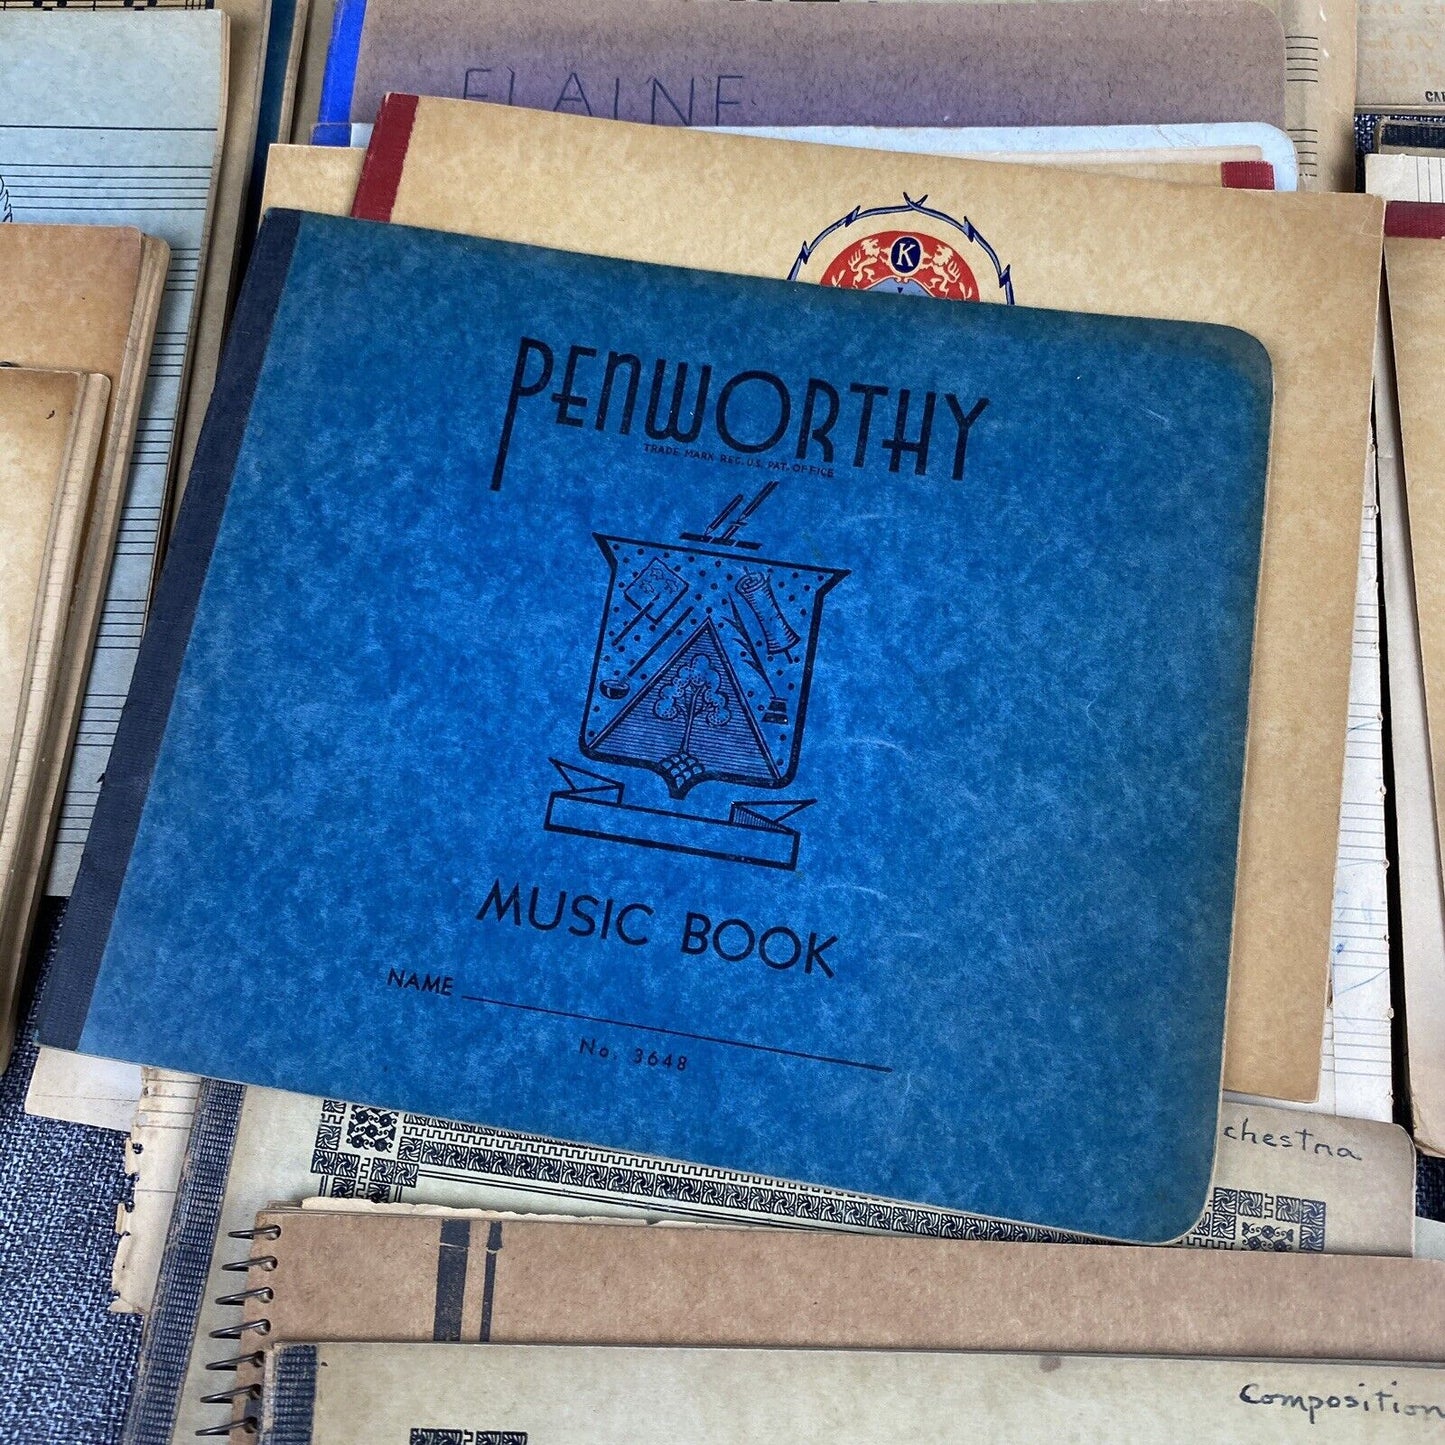 ELAINE
K
PENWORTHY
TRADE MARK REG. U.S. PAT. OFFICE
MUSIC BOOK
NAME
No. 3648
chestra
Composition